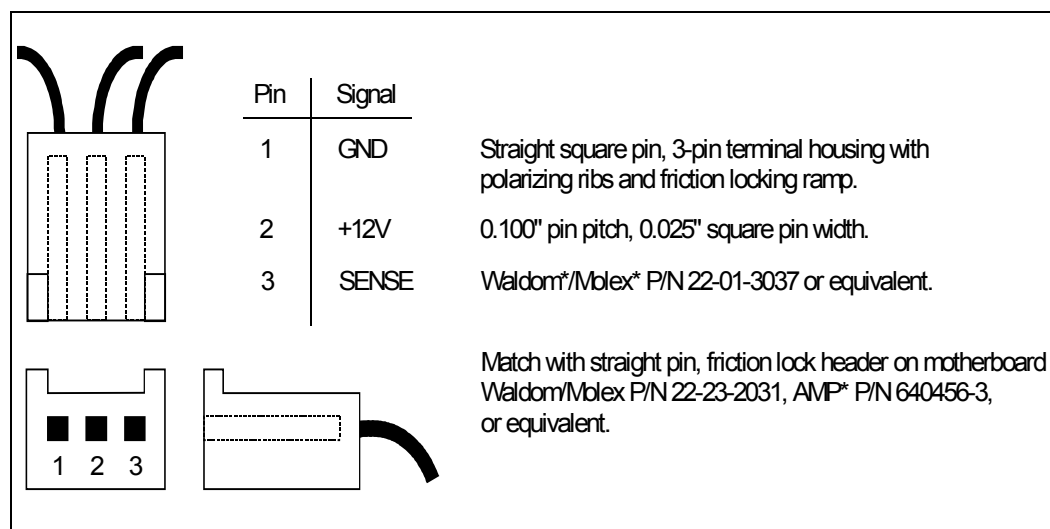 Pin Signal
1 GND
Straight square pin, 3-pin terminal housing with
polarizing ribs and friction locking ramp.
2 +12V
0.100" pin pitch, 0.025" square pin width.
3 SENSE
Waldom*/Molex* P/N 22-01-3037 or equivalent.
Match with straight pin, friction lock header on motherboard
Waldom/Molex P/N 22-23-2031, AMP* P/N 640456-3,
or equivalent.
1 2 3